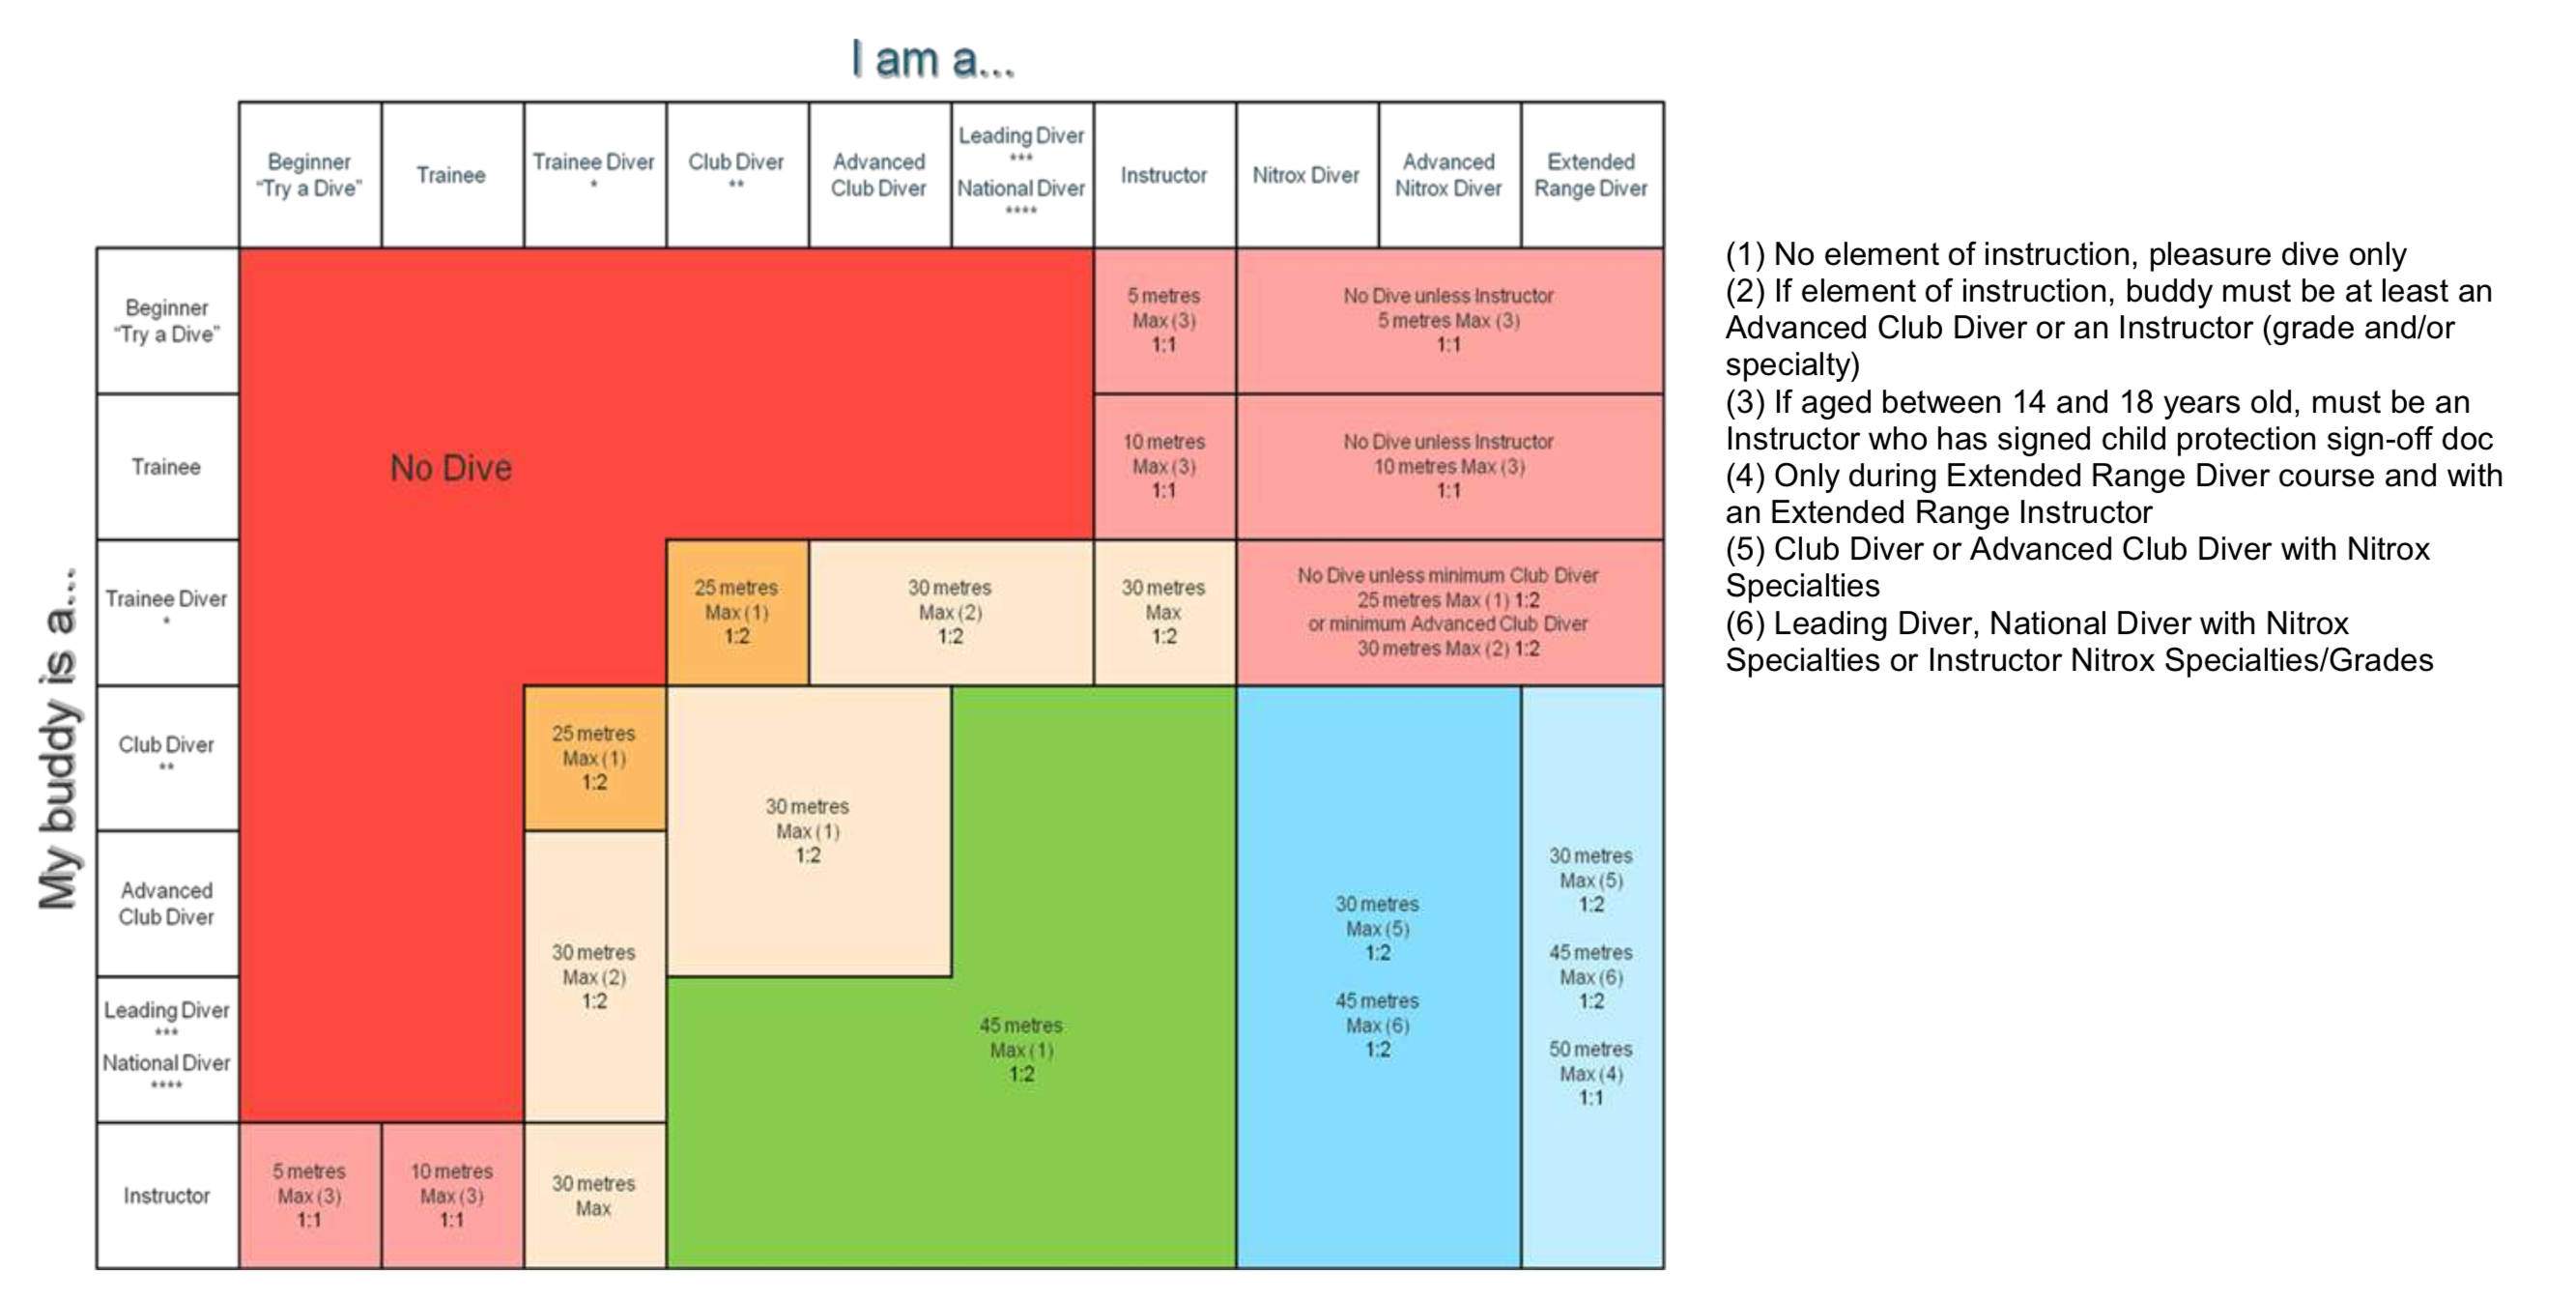 I am a...
Beginner
“Try a Dive”
Trainee
Trainee Diver
*
Club Diver
**
Advanced
Club Diver
Leading Diver
***
National Diver
****
Instructor
Nitrox Diver
Advanced
Nitrox Diver
Extended
Range Diver
My buddy is a...
Beginner
“Try a Dive”
No Dive
5 metres
Max (3)
1:1
No Dive unless Instructor
5 metres Max (3)
1:1
Trainee
10 metres
Max (3)
1:1
No Dive unless Instructor
10 metres Max (3)
1:1
Trainee Diver
*
25 metres
Max (1)
1:2
30 metres
Max (2)
1:2
30 metres
Max
1:2
No Dive unless minimum Club Diver
25 metres Max (1) 1:2
or minimum Advanced Club Diver
30 metres Max (2) 1:2
Club Diver
**
25 metres
Max (1)
1:2
30 metres
Max (1)
1:2
Advanced
Club Diver
30 metres
Max (2)
1:2
45 metres
Max (1)
1:2
30 metres
Max (5)
1:2
45 metres
Max (6)
1:2
30 metres
Max (5)
1:2
45 metres
Max (6)
1:2
50 metres
Max (4)
1:1
Leading Diver
***
National Diver
****
Instructor
5 metres
Max (3)
1:1
10 metres
Max (3)
1:1
30 metres
Max
(1) No element of instruction, pleasure dive only
(2) If element of instruction, buddy must be at least an
Advanced Club Diver or an Instructor (grade and/or
specialty)
(3) If aged between 14 and 18 years old, must be an
Instructor who has signed child protection sign-off doc
(4) Only during Extended Range Diver course and with
an Extended Range Instructor
(5) Club Diver or Advanced Club Diver with Nitrox
Specialties
(6) Leading Diver, National Diver with Nitrox
Specialties or Instructor Nitrox Specialties/Grades